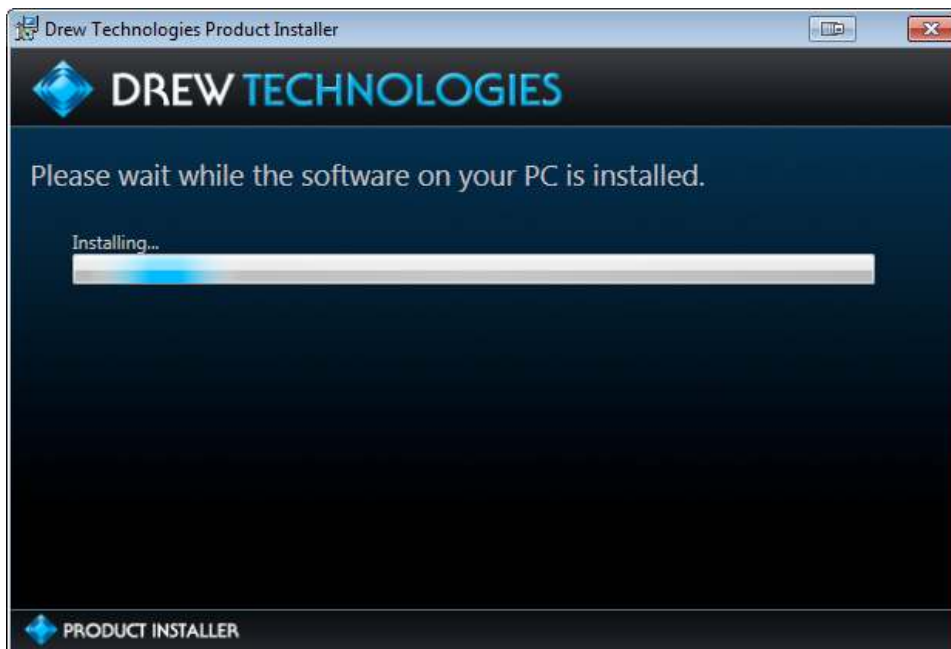 Drew Technologies Product Installer
DREW TECHNOLOGIES
Please wait while the software on your PC is installed.
Installing...
PRODUCT INSTALLER